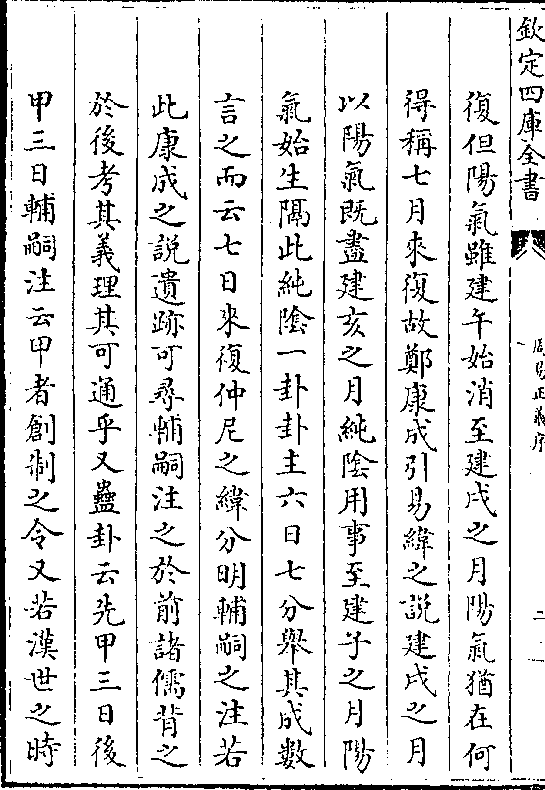 欽定四庫全書
周易正義序
二
復但陽氣雖建午始消至建戌之月陽氣猶在何
得稱七月來復故鄭康成引易緯之說建戌之月
以陽氣既盡建亥之月純陰用事至建子之月陽
氣始生隔此純陰一卦卦主六日七分舉其成數
言之而云七日來復仲尼之緯分明輔嗣之注若
此康成之說遺跡可尋輔嗣注之於前諸儒背之
於後考其義理其可通乎又蠱卦云先甲三日後
甲三日輔嗣注云甲者創制之令又若漢世之時